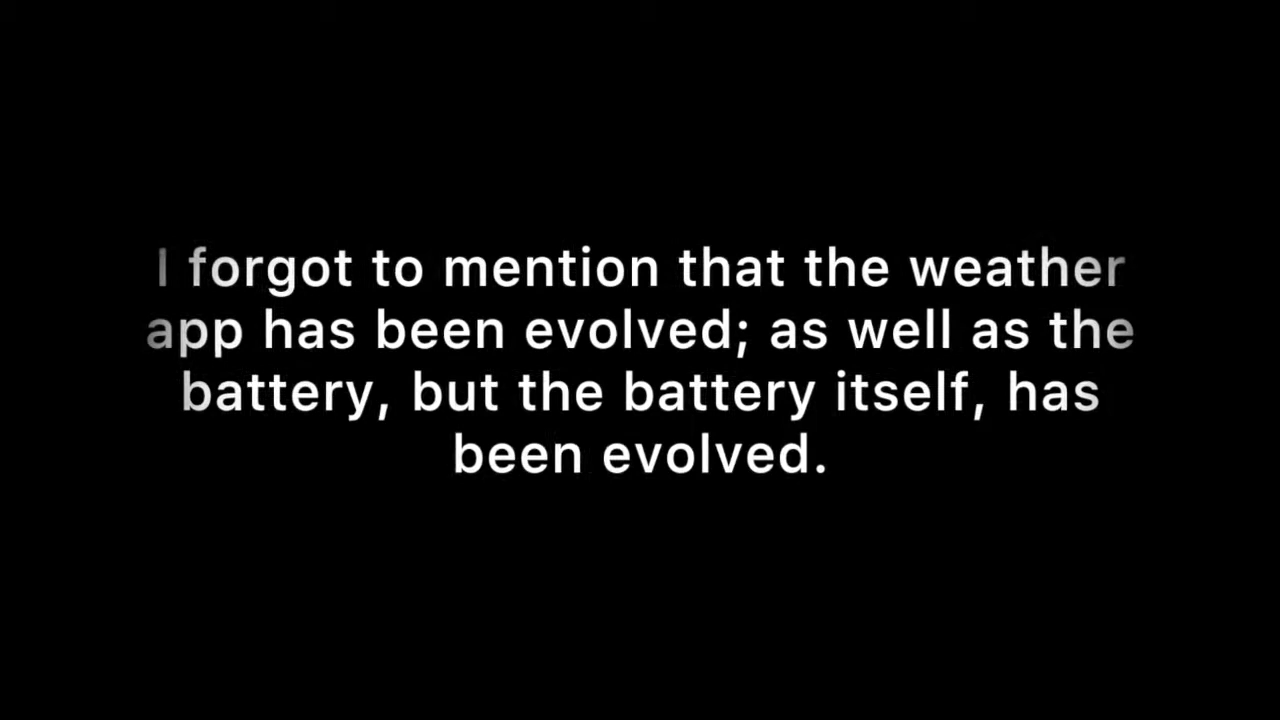 I forgot to mention that the weather
app has been evolved; as well as the
battery, but the battery itself, has
been evolved.